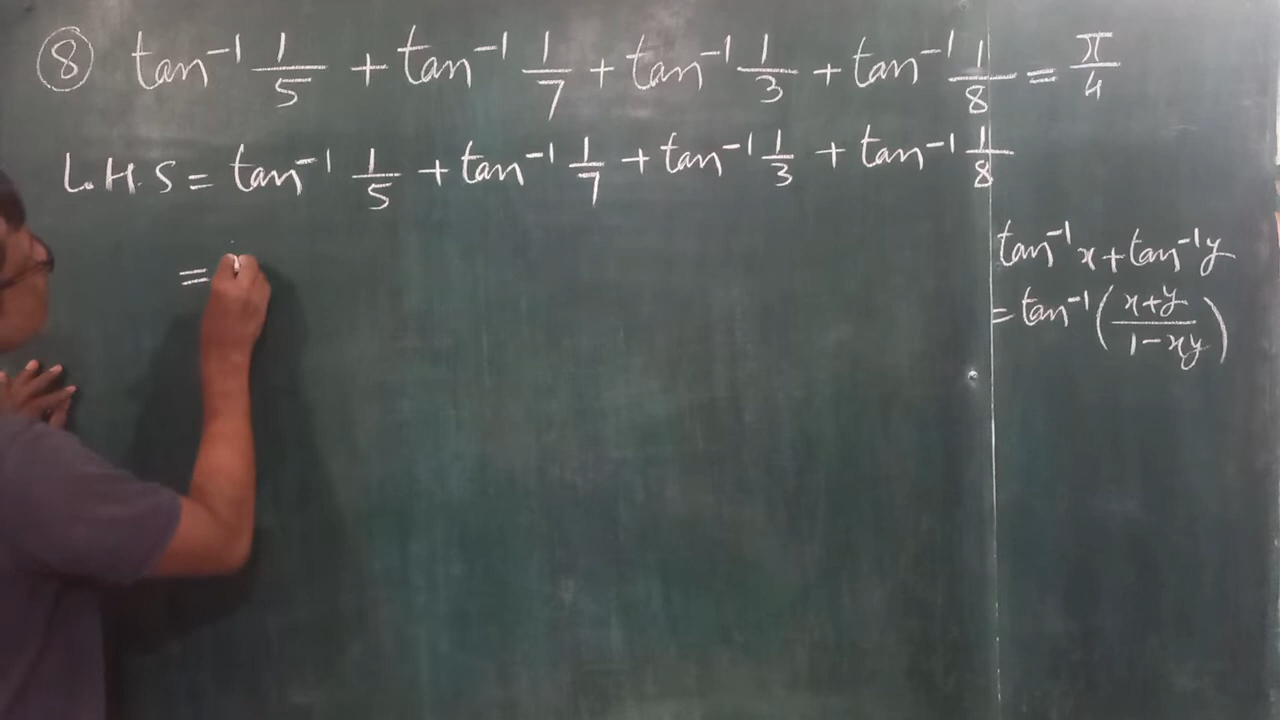 ⑧ tan⁻¹ 1/5 + tan⁻¹ 1/7 + tan⁻¹ 1/3 + tan⁻¹ 1/8 = π/4
L.H.S = tan⁻¹ 1/5 + tan⁻¹ 1/7 + tan⁻¹ 1/3 + tan⁻¹ 1/8
=
tan⁻¹x + tan⁻¹y
= tan⁻¹((x+y)/(1-xy))